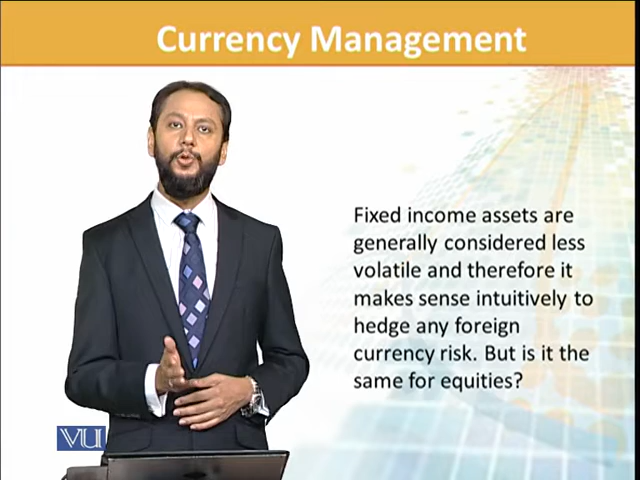 Currency Management
Fixed income assets are
generally considered less
volatile and therefore it
makes sense intuitively to
hedge any foreign
currency risk. But is it the
same for equities?
VU